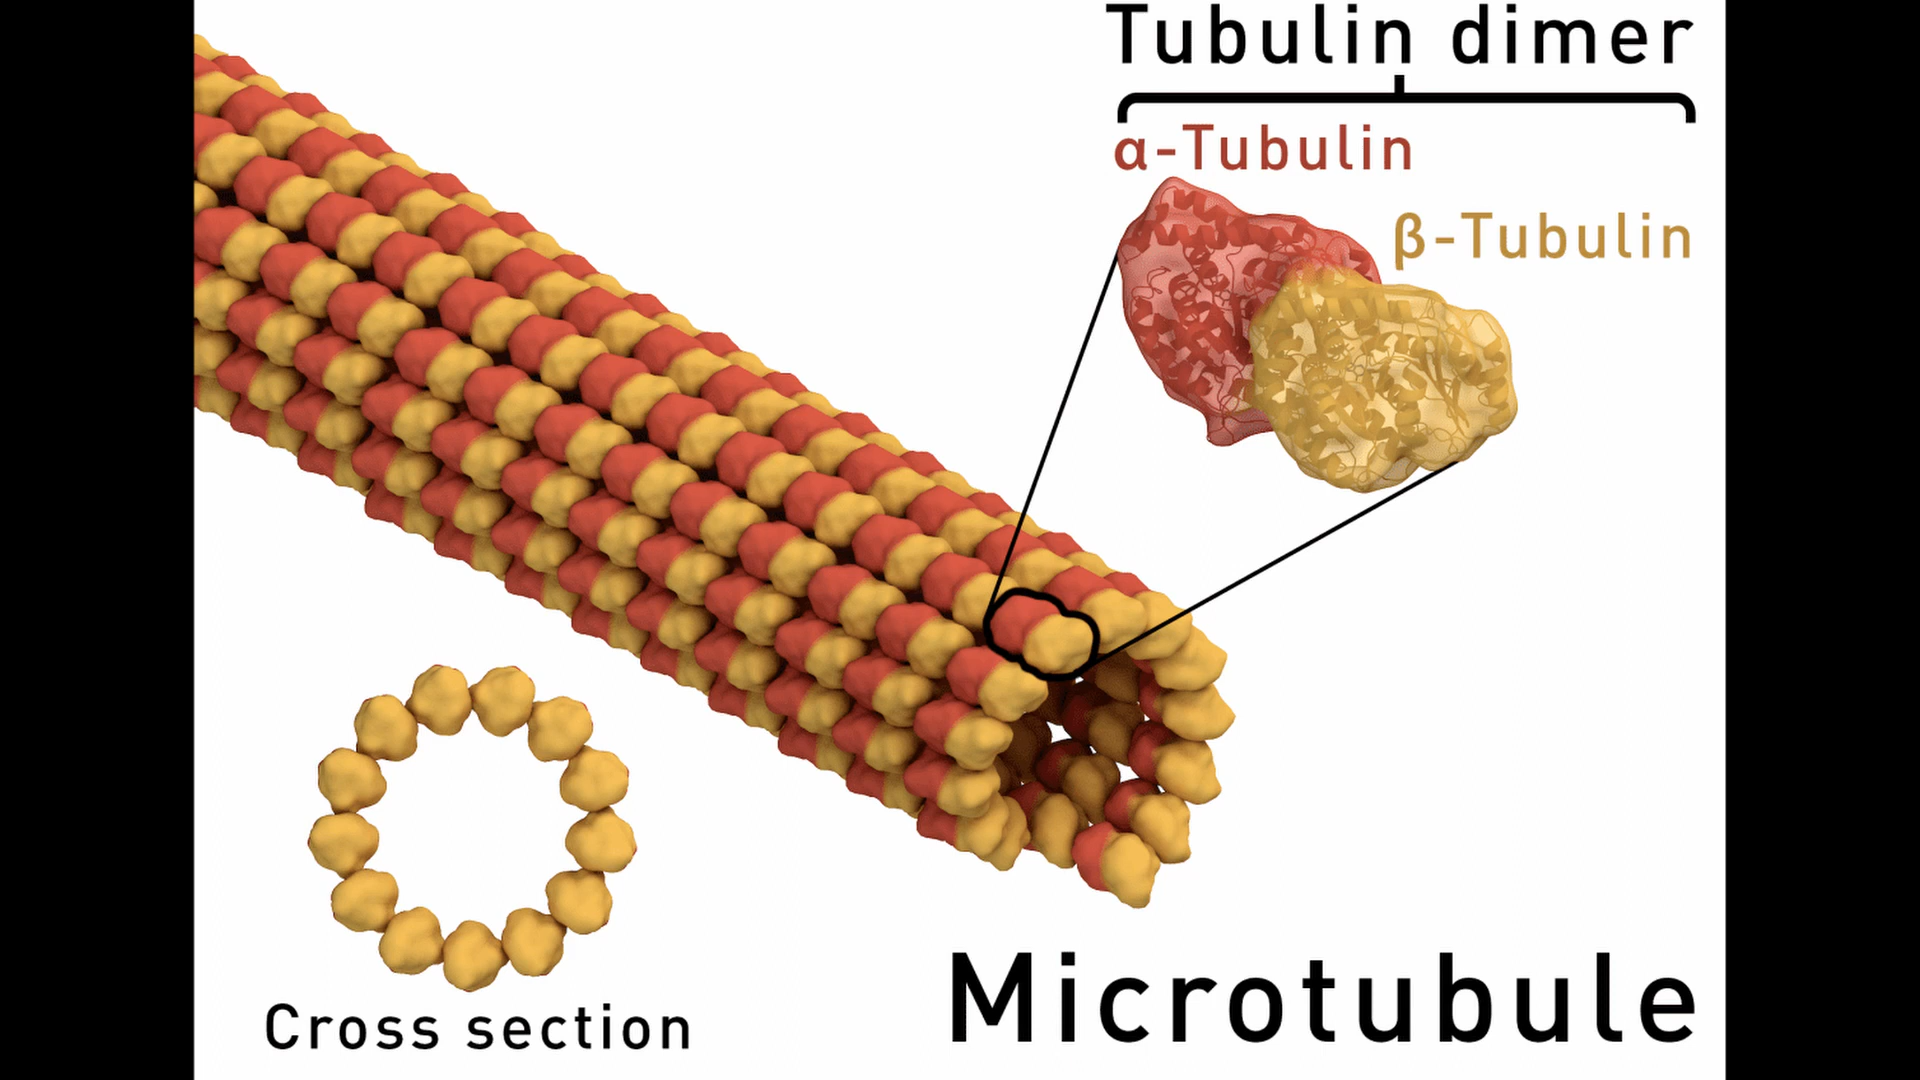 Tubulin dimer
α-Tubulin
β-Tubulin
Cross section
Microtubule